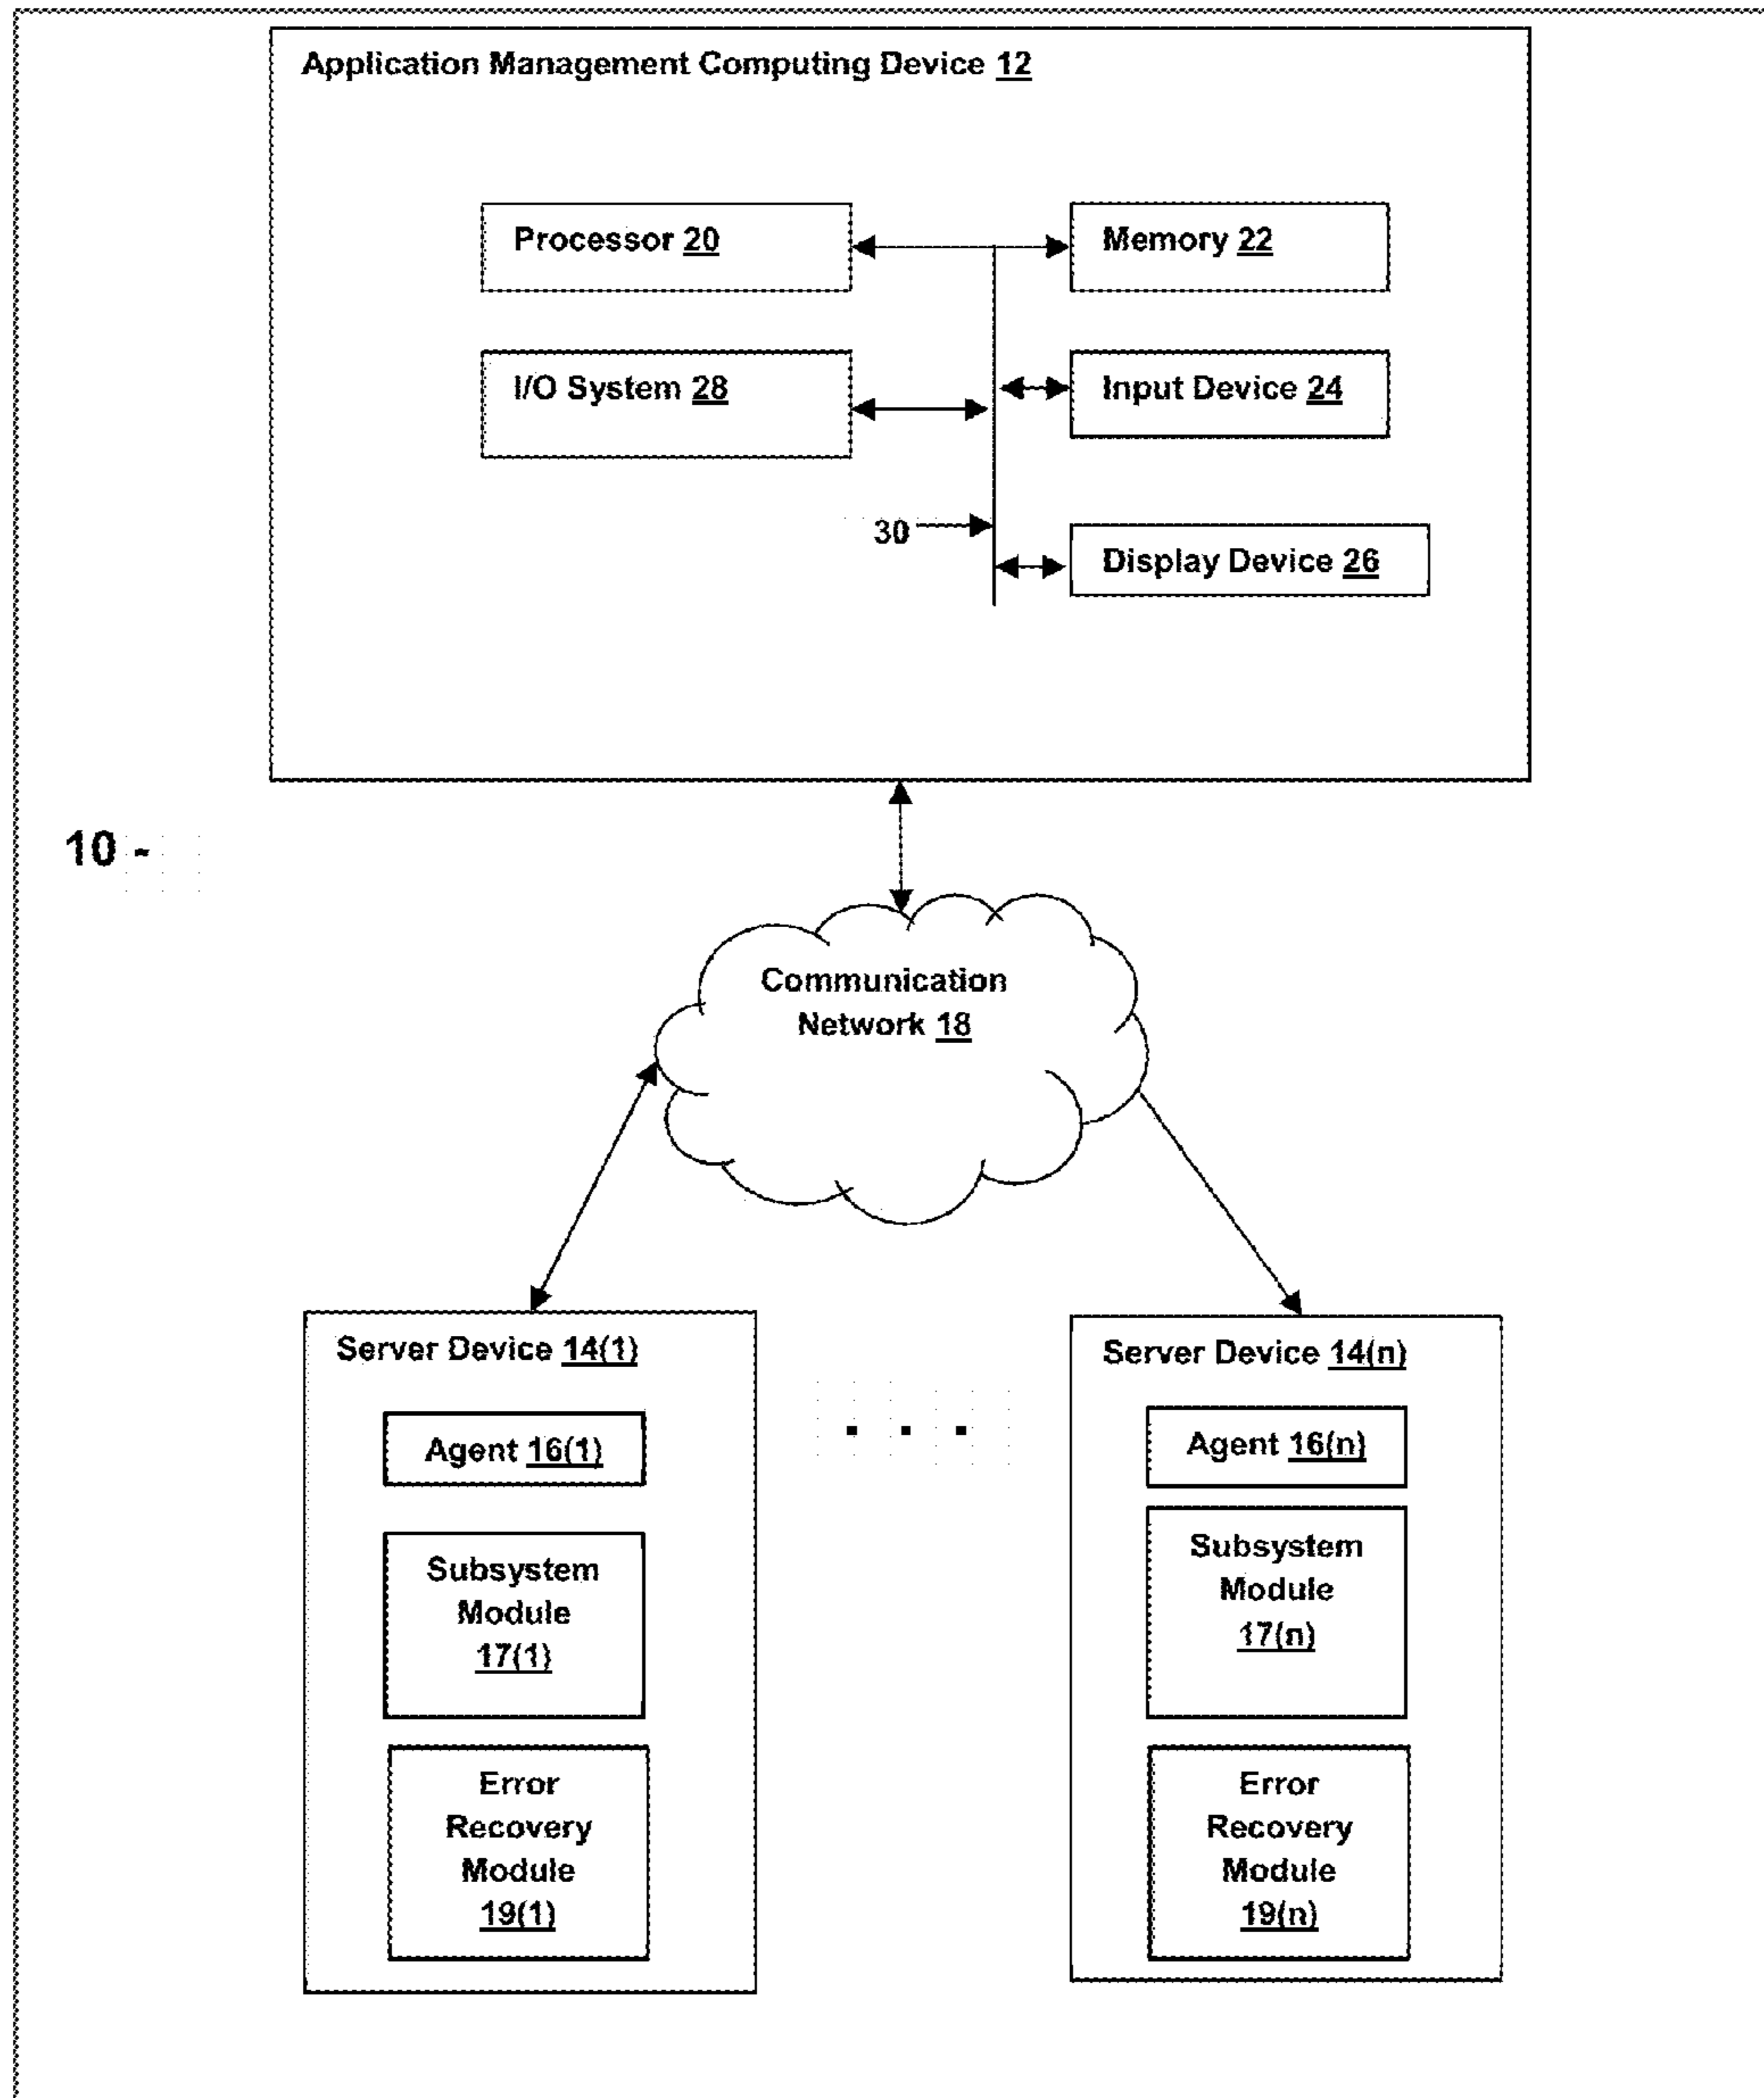 Application Management Computing Device 12
Processor 20
Memory 22
I/O System 28
Input Device 24
30
Display Device 26
10 -
Communication
Network 18
Server Device 14(1)
Agent 16(1)
Subsystem
Module
17(1)
Error
Recovery
Module
19(1)
. . .
Server Device 14(n)
Agent 16(n)
Subsystem
Module
17(n)
Error
Recovery
Module
19(n)